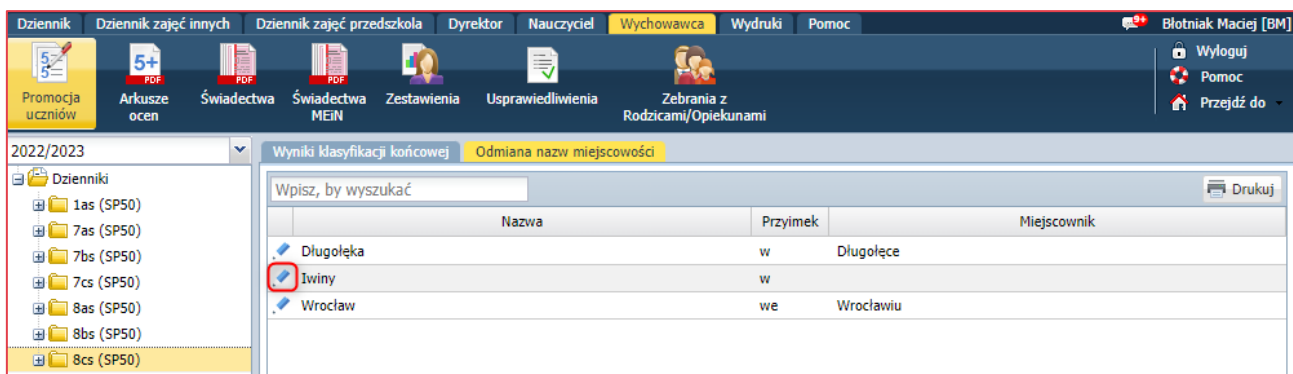 Dziennik Dziennik zajęć innych Dziennik zajęć przedszkola Dyrektor Nauczyciel Wychowawca Wydruki Pomoc 9+ Błotniak Maciej [BM]
Promocja uczniów
Arkusze ocen
Świadectwa
Świadectwa MEiN
Zestawienia
Usprawiedliwienia
Zebrania z Rodzicami/Opiekunami
5+
PDF
PDF
PDF
Wyloguj
Pomoc
Przejdź do
2022/2023
Dzienniki
1as (SP50)
7as (SP50)
7bs (SP50)
7cs (SP50)
8as (SP50)
8bs (SP50)
8cs (SP50)
Wyniki klasyfikacji końcowej Odmiana nazw miejscowości
Wpisz, by wyszukać Drukuj
Nazwa Przyimek Miejscownik
Długołęka w Długołęce
Iwiny w
Wrocław we Wrocławiu